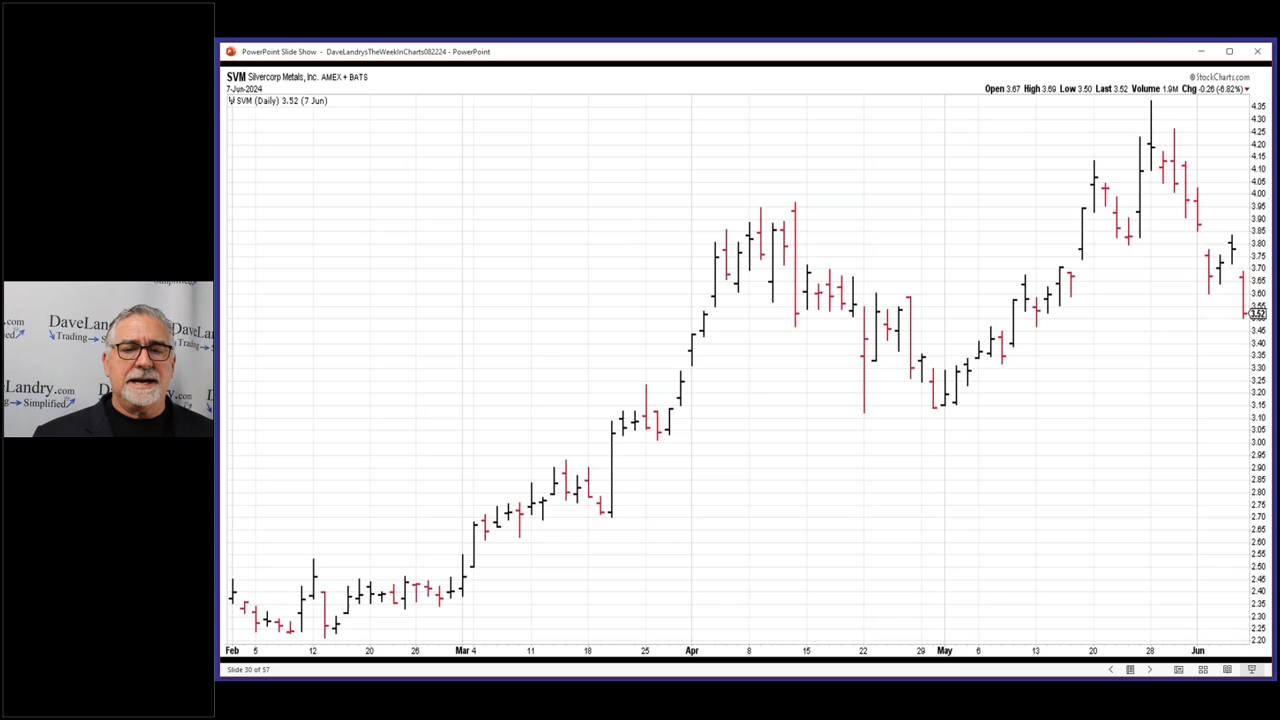 PowerPoint Slide Show - DaveLandrysTheWeekInCharts082224 - PowerPoint
SVM Silvercorp Metals, Inc. AMEX + BATS
© StockCharts.com
7-Jun-2024
Open 3.67 High 3.69 Low 3.50 Last 3.52 Volume 1.9M Chg -0.26 (-6.82%)
SVM (Daily) 3.52 (7 Jun)
4.35
4.30
4.25
4.20
4.15
4.10
4.05
4.00
3.95
3.90
3.85
3.80
3.75
3.70
3.65
3.60
3.55
3.52
3.45
3.40
3.35
3.30
3.25
3.20
3.15
3.10
3.05
3.00
2.95
2.90
2.85
2.80
2.75
2.70
2.65
2.60
2.55
2.50
2.45
2.40
2.35
2.30
2.25
2.20
Feb 5 12 20 26 Mar 4 11 18 25 Apr 8 15 22 29 May 6 13 20 28 Jun
Slide 30 of 57
Simplified
.com
DaveLand
DaveLandry
Trading
Trading
eLandry.com
Simplified